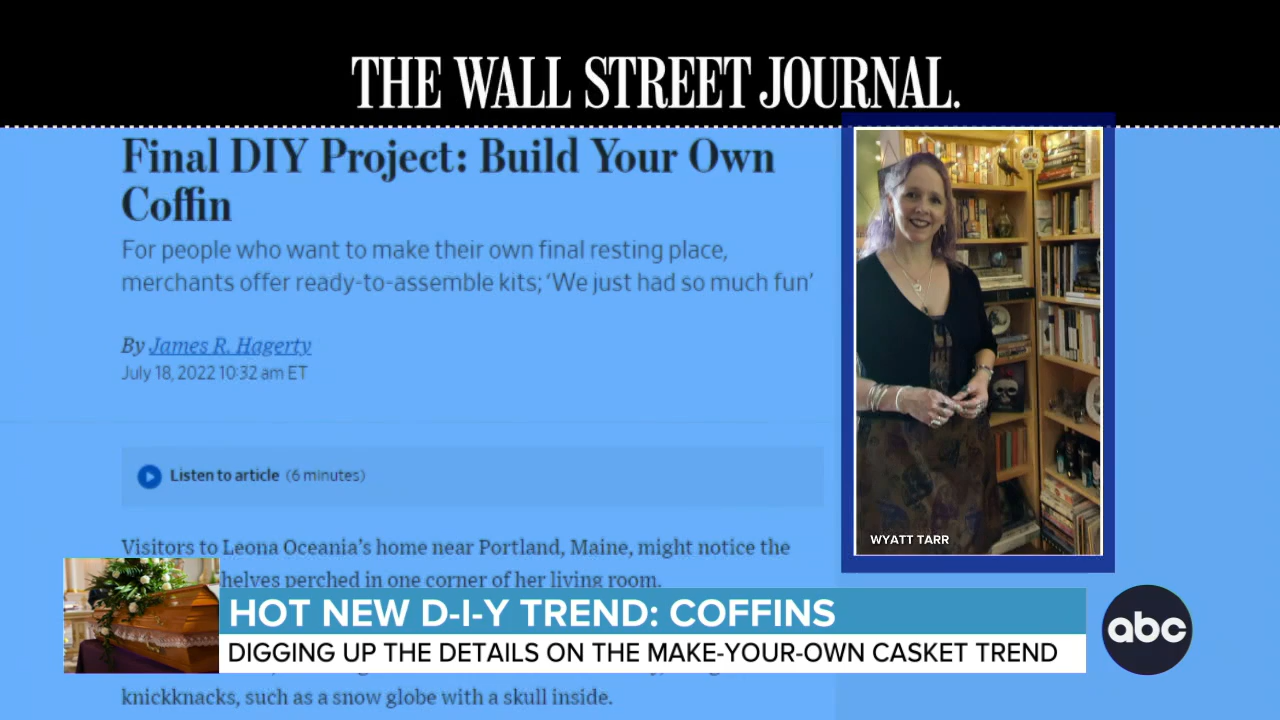 THE WALL STREET JOURNAL.
Final DIY Project: Build Your Own
Coffin
For people who want to make their own final resting place,
merchants offer ready-to-assemble kits; ‘We just had so much fun’
By James R. Hagerty
July 18, 2022 10:32 am ET
Listen to article (6 minutes)
Visitors to Leona Oceania’s home near Portland, Maine, might notice the
helves perched in one corner of her living room.
knickknacks, such as a snow globe with a skull inside.
WYATT TARR
HOT NEW D-I-Y TREND: COFFINS
DIGGING UP THE DETAILS ON THE MAKE-YOUR-OWN CASKET TREND
abc